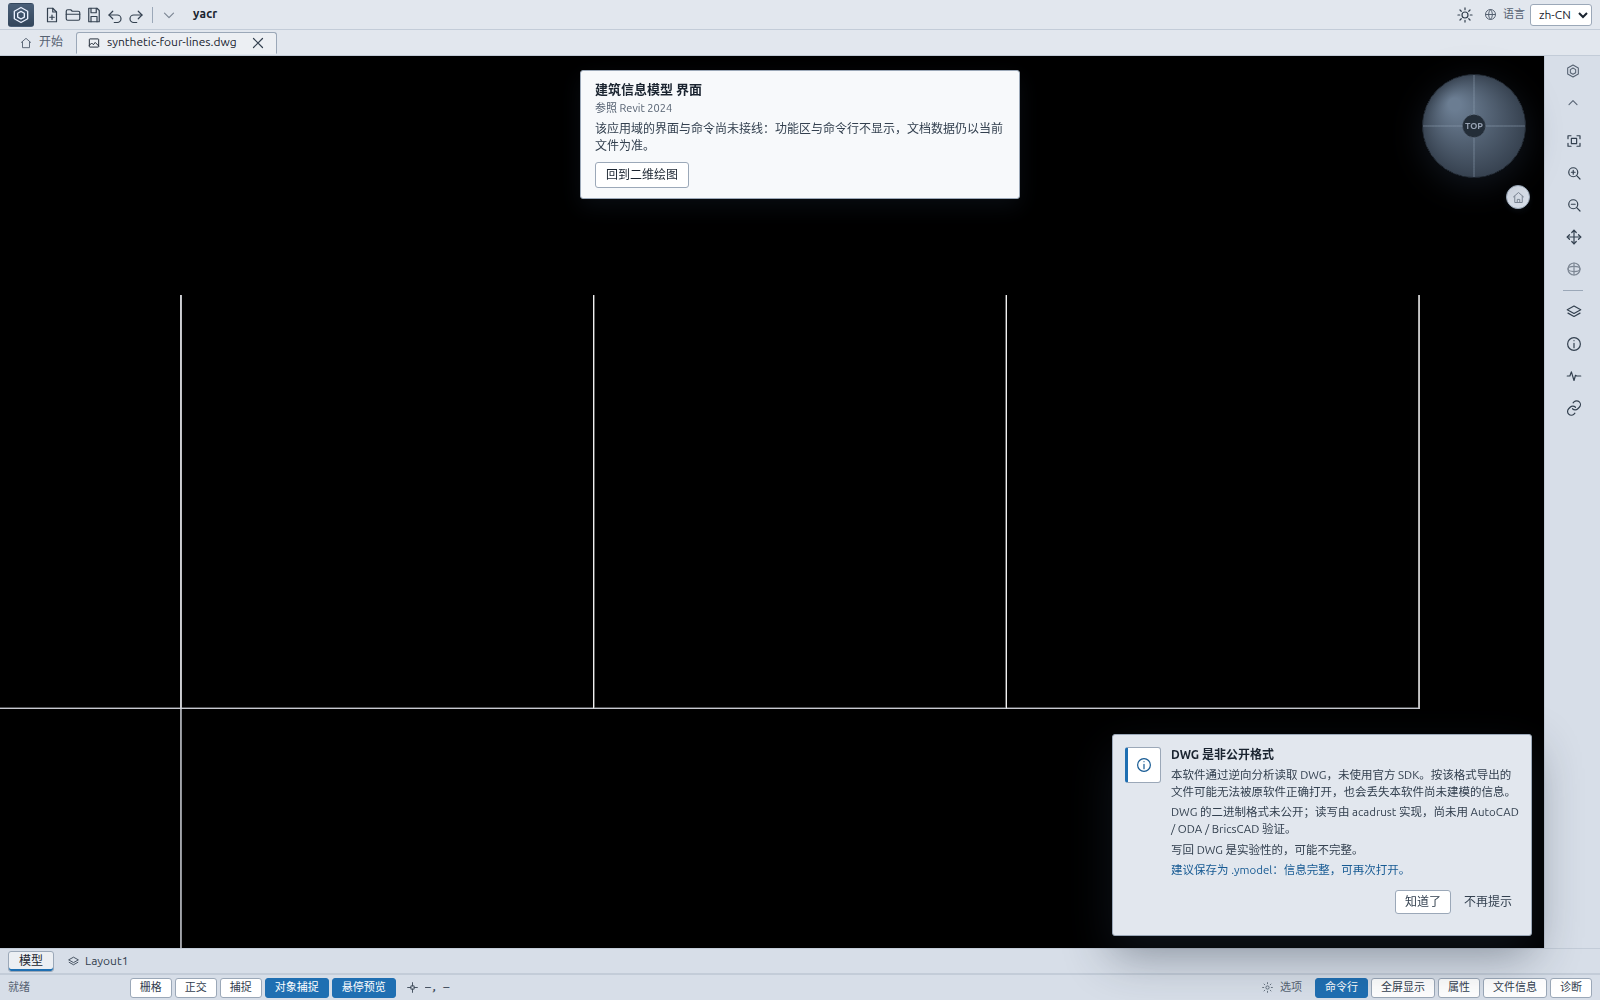 yacr
语言
zh-CN
开始
synthetic-four-lines.dwg
建筑信息模型 界面
参照 Revit 2024
该应用域的界面与命令尚未接线：功能区与命令行不显示，文档数据仍以当前
文件为准。
回到二维绘图
TOP
DWG 是非公开格式
本软件通过逆向分析读取 DWG，未使用官方 SDK。按该格式导出的
文件可能无法被原软件正确打开，也会丢失本软件尚未建模的信息。
DWG 的二进制格式未公开；读写由 acadrust 实现，尚未用 AutoCAD
/ ODA / BricsCAD 验证。
写回 DWG 是实验性的，可能不完整。
建议保存为 .ymodel：信息完整，可再次打开。
知道了
不再提示
模型
Layout1
就绪
栅格
正交
捕捉
对象捕捉
悬停预览
–, –
选项
命令行
全屏显示
属性
文件信息
诊断